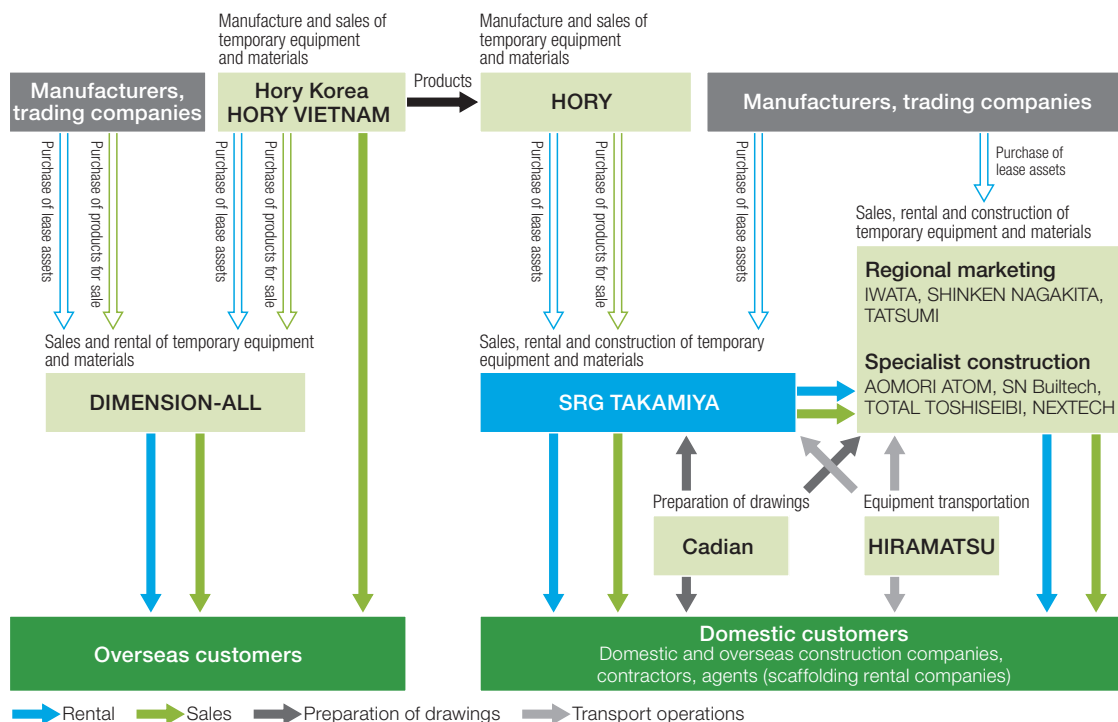 Manufacture and sales of
temporary equipment
and materials
Manufacture and sales of
temporary equipment
and materials
Manufacturers,
trading companies
Hory Korea
HORY VIETNAM
Products
HORY
Manufacturers, trading companies
Purchase of lease assets
Purchase of products for sale
Purchase of lease assets
Purchase of products for sale
Purchase of lease assets
Purchase of products for sale
Purchase of lease assets
Purchase of
lease assets
Sales, rental and construction of
temporary equipment and materials
Regional marketing
IWATA, SHINKEN NAGAKITA,
TATSUMI
Specialist construction
AOMORI ATOM, SN Builtech,
TOTAL TOSHISEIBI, NEXTECH
Sales and rental of temporary equipment
and materials
DIMENSION-ALL
Sales, rental and construction of temporary
equipment and materials
SRG TAKAMIYA
Preparation of drawings
Cadian
Equipment transportation
HIRAMATSU
Overseas customers
Domestic customers
Domestic and overseas construction companies,
contractors, agents (scaffolding rental companies)
Rental
Sales
Preparation of drawings
Transport operations